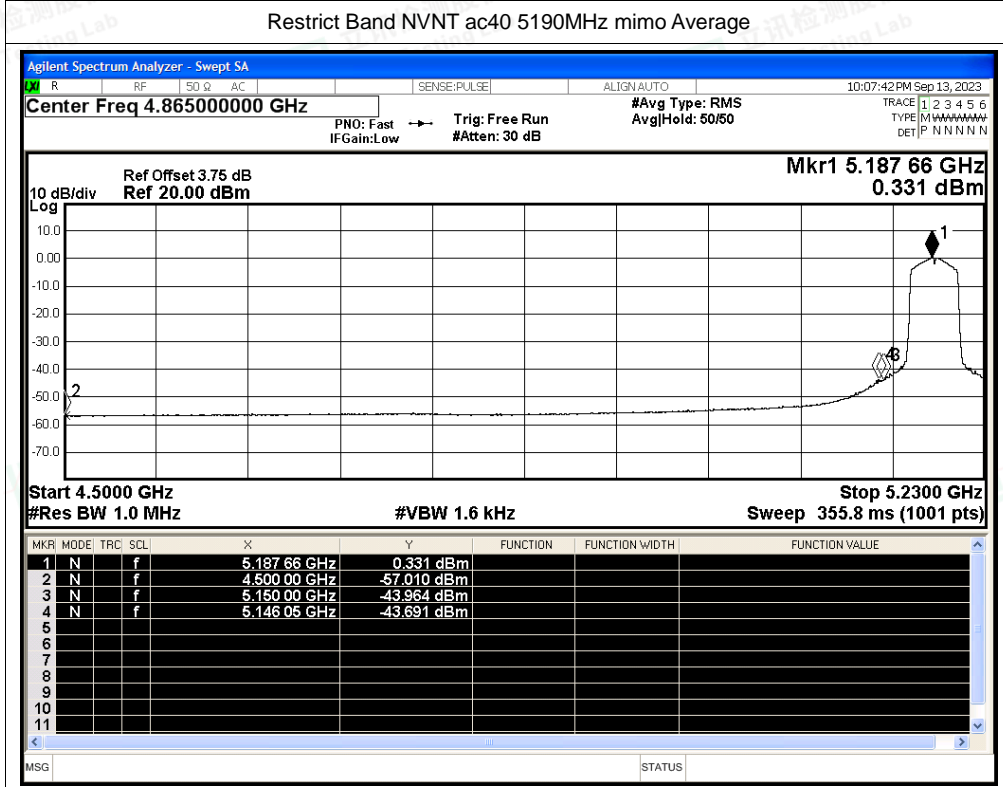 Restrict Band NVNT ac40 5190MHz mimo Average
Agilent Spectrum Analyzer - Swept SA
LXI R RF 50 Ω AC SENSE:PULSE ALIGN AUTO 10:07:42 PM Sep 13, 2023
Center Freq 4.865000000 GHz
PNO: Fast
IFGain:Low
Trig: Free Run
#Atten: 30 dB
#Avg Type: RMS
Avg|Hold: 50/50
TRACE 1 2 3 4 5 6
TYPE M WWWWW
DET P N N N N N
Mkr1 5.187 66 GHz
0.331 dBm
Ref Offset 3.75 dB
10 dB/div Ref 20.00 dBm
Log
10.0
0.00
-10.0
-20.0
-30.0
-40.0
-50.0
-60.0
-70.0
1
2
4
3
Start 4.5000 GHz Stop 5.2300 GHz
#Res BW 1.0 MHz #VBW 1.6 kHz Sweep 355.8 ms (1001 pts)
MKR MODE TRC SCL X Y FUNCTION FUNCTION WIDTH FUNCTION VALUE
1 N f 5.187 66 GHz 0.331 dBm
2 N f 4.500 00 GHz -57.010 dBm
3 N f 5.150 00 GHz -43.964 dBm
4 N f 5.146 05 GHz -43.691 dBm
5
6
7
8
9
10
11
MSG STATUS